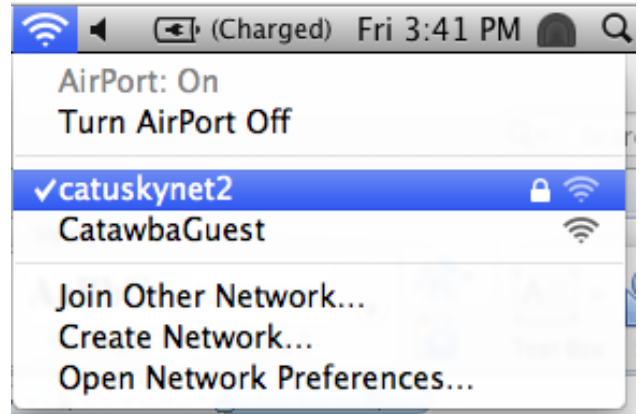 (Charged) Fri 3:41 PM
AirPort: On
Turn AirPort Off
✓catuskynet2
CatawbaGuest
Join Other Network...
Create Network...
Open Network Preferences...